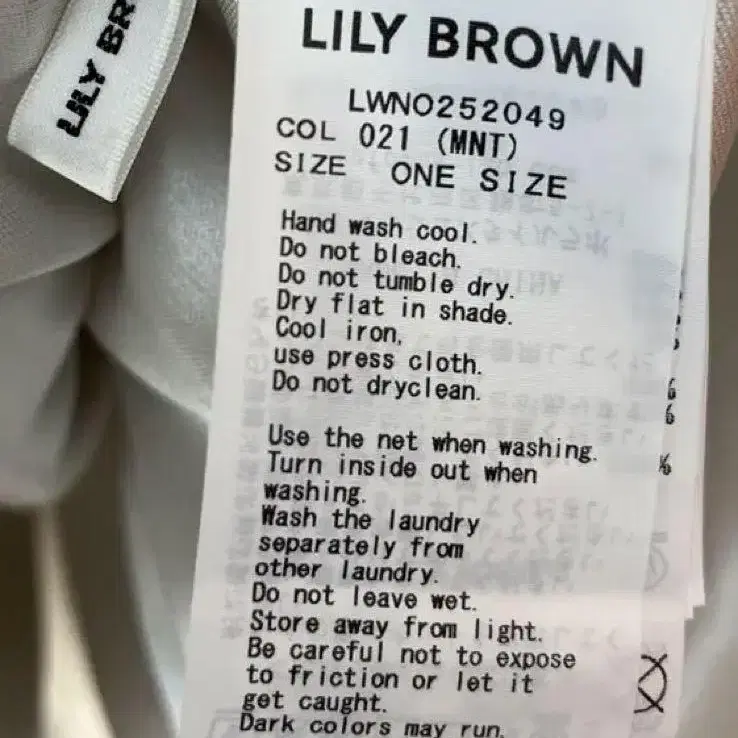 LILY BR
LILY BROWN
LWNO252049
COL 021 (MNT)
SIZE ONE SIZE
Hand wash cool.
Do not bleach.
Do not tumble dry.
Dry flat in shade.
Cool iron,
use press cloth.
Do not dryclean.
Use the net when washing.
Turn inside out when
washing.
Wash the laundry
separately from
other laundry.
Do not leave wet.
Store away from light.
Be careful not to expose
to friction or let it
get caught.
Dark colors may run.